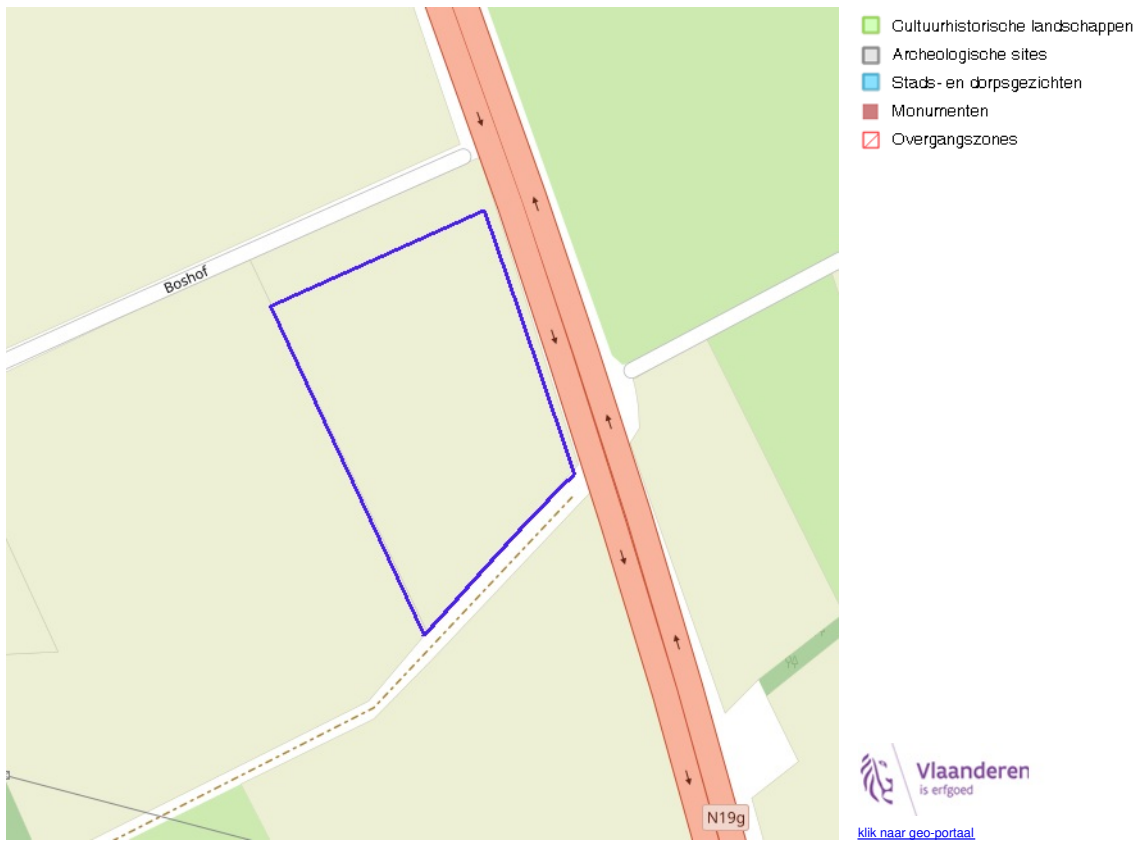 Cultuurhistorische landschappen
Archeologische sites
Stads- en dorpsgezichten
Monumenten
Overgangszones
Boshof
N19g
Vlaanderen
is erfgoed
klik naar geo-portaal